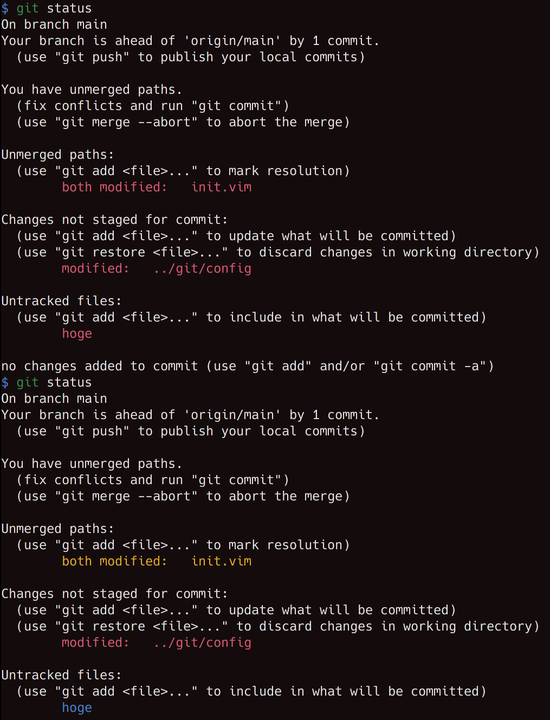 $ git status
On branch main
Your branch is ahead of 'origin/main' by 1 commit.
  (use "git push" to publish your local commits)

You have unmerged paths.
  (fix conflicts and run "git commit")
  (use "git merge --abort" to abort the merge)

Unmerged paths:
  (use "git add <file>..." to mark resolution)
        both modified:   init.vim

Changes not staged for commit:
  (use "git add <file>..." to update what will be committed)
  (use "git restore <file>..." to discard changes in working directory)
        modified:   ../git/config

Untracked files:
  (use "git add <file>..." to include in what will be committed)
        hoge

no changes added to commit (use "git add" and/or "git commit -a")
$ git status
On branch main
Your branch is ahead of 'origin/main' by 1 commit.
  (use "git push" to publish your local commits)

You have unmerged paths.
  (fix conflicts and run "git commit")
  (use "git merge --abort" to abort the merge)

Unmerged paths:
  (use "git add <file>..." to mark resolution)
        both modified:   init.vim

Changes not staged for commit:
  (use "git add <file>..." to update what will be committed)
  (use "git restore <file>..." to discard changes in working directory)
        modified:   ../git/config

Untracked files:
  (use "git add <file>..." to include in what will be committed)
        hoge